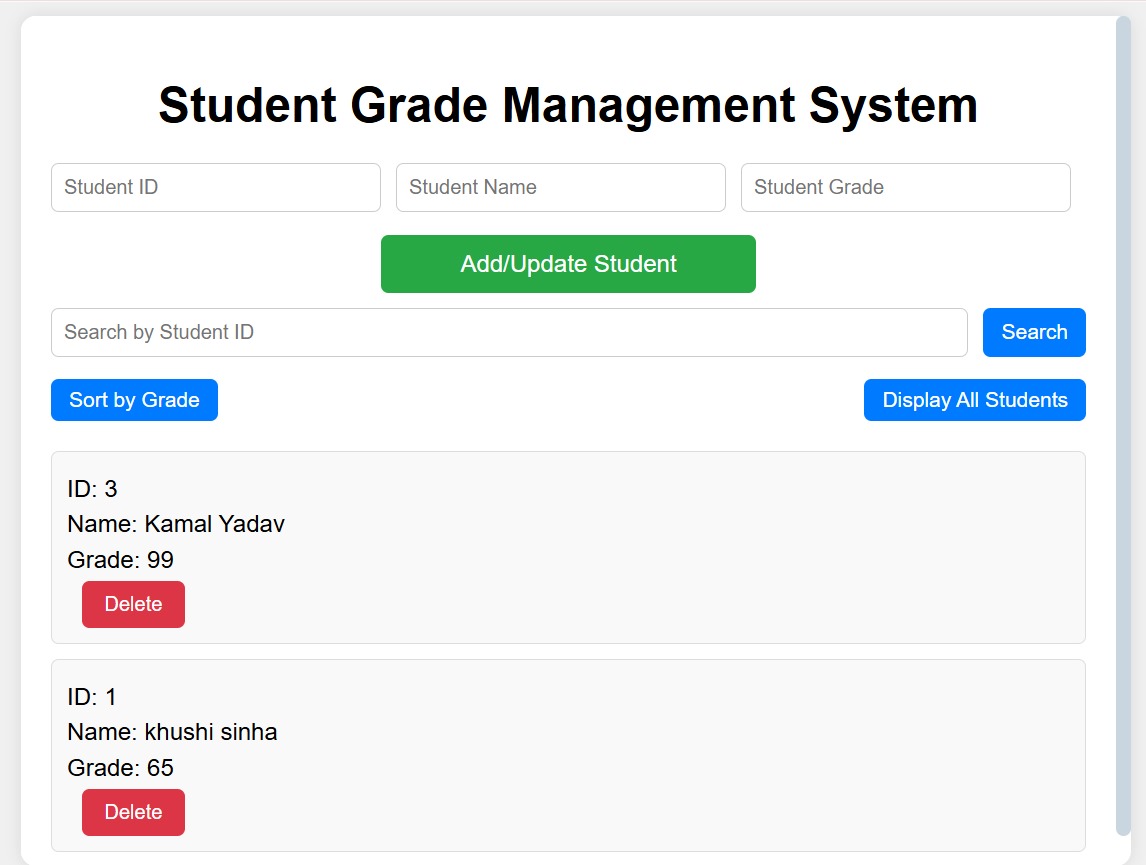 Student Grade Management System
Student ID Student Name Student Grade
Add/Update Student
Search by Student ID Search
Sort by Grade Display All Students
ID: 3
Name: Kamal Yadav
Grade: 99
Delete
ID: 1
Name: khushi sinha
Grade: 65
Delete